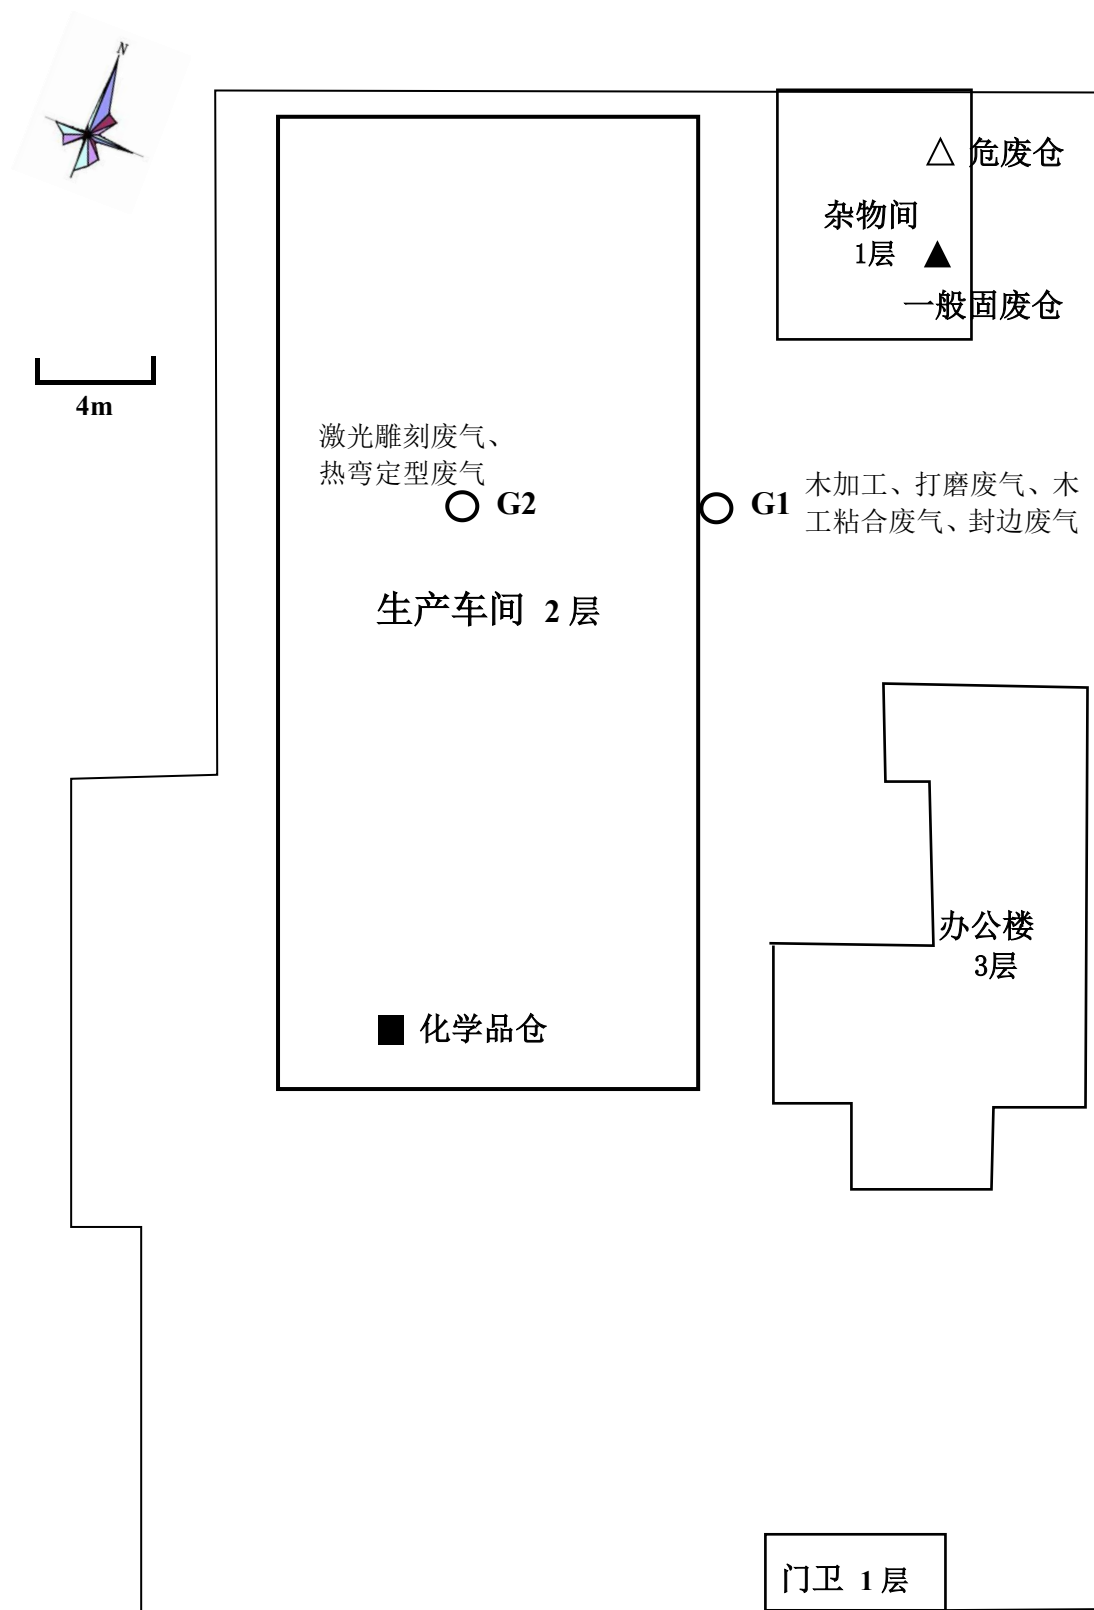 N
△ 危废仓
杂物间
1层 ▲
一般固废仓
4m
激光雕刻废气、
热弯定型废气
G2
G1
木加工、打磨废气、木
工粘合废气、封边废气
生产车间 2 层
办公楼
3层
■ 化学品仓
门卫 1 层